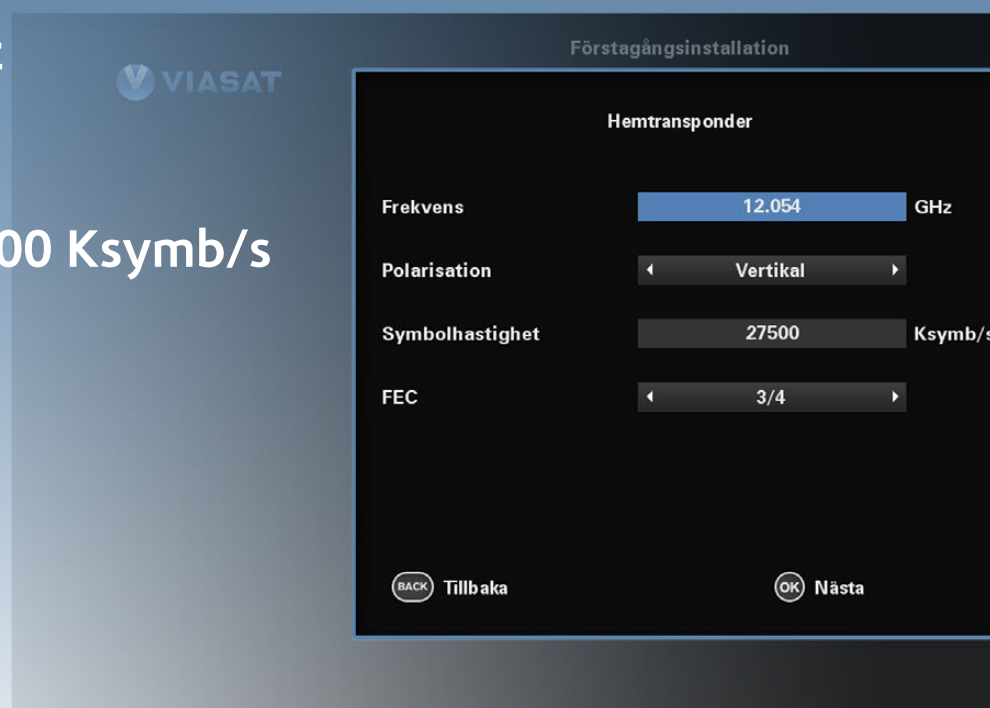 Förstagångsinstallation
VIASAT
Hemtransponder
Frekvens 12.054 GHz
00 Ksymb/s
Polarisation Vertikal
Symbolhastighet 27500 Ksymb/s
FEC 3/4
BACK Tillbaka OK Nästa